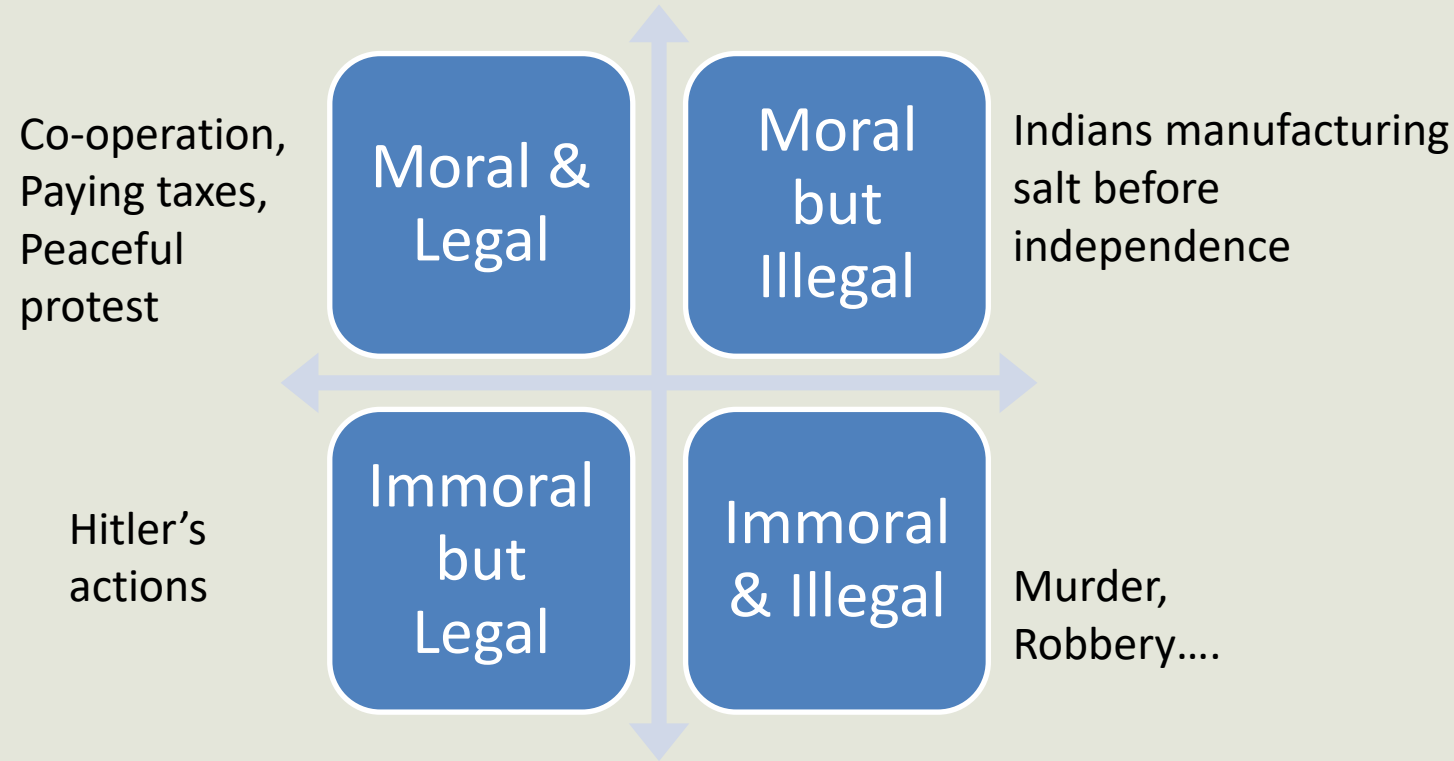 Co-operation,
Paying taxes,
Peaceful
protest
Moral &
Legal
Moral
but
Illegal
Indians manufacturing
salt before
independence
Hitler’s
actions
Immoral
but
Legal
Immoral
& Illegal
Murder,
Robbery....